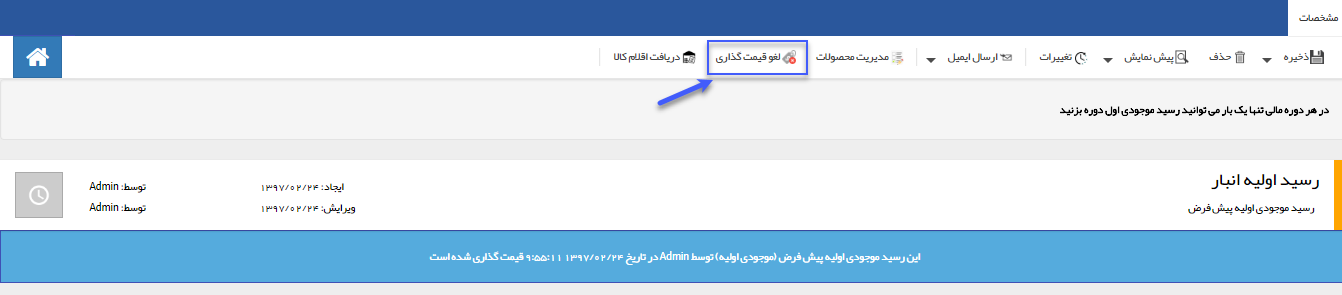 مشخصات
ذخیره حذف پیش نمایش تغییرات ارسال ایمیل مدیریت محصولات لغو قیمت گذاری دریافت اقلام کالا
در هر دوره مالی تنها یک بار می توانید رسید موجودی اول دوره بزنید
رسید اولیه انبار
رسید موجودی اولیه پیش فرض
ایجاد: ۱۳۹۷/۰۲/۲۴ توسط: Admin
ویرایش: ۱۳۹۷/۰۲/۲۴ توسط: Admin
این رسید موجودی اولیه پیش فرض (موجودی اولیه) توسط Admin در تاریخ ۱۳۹۷/۰۲/۲۴ ۹:۵۵:۱۱ قیمت گذاری شده است